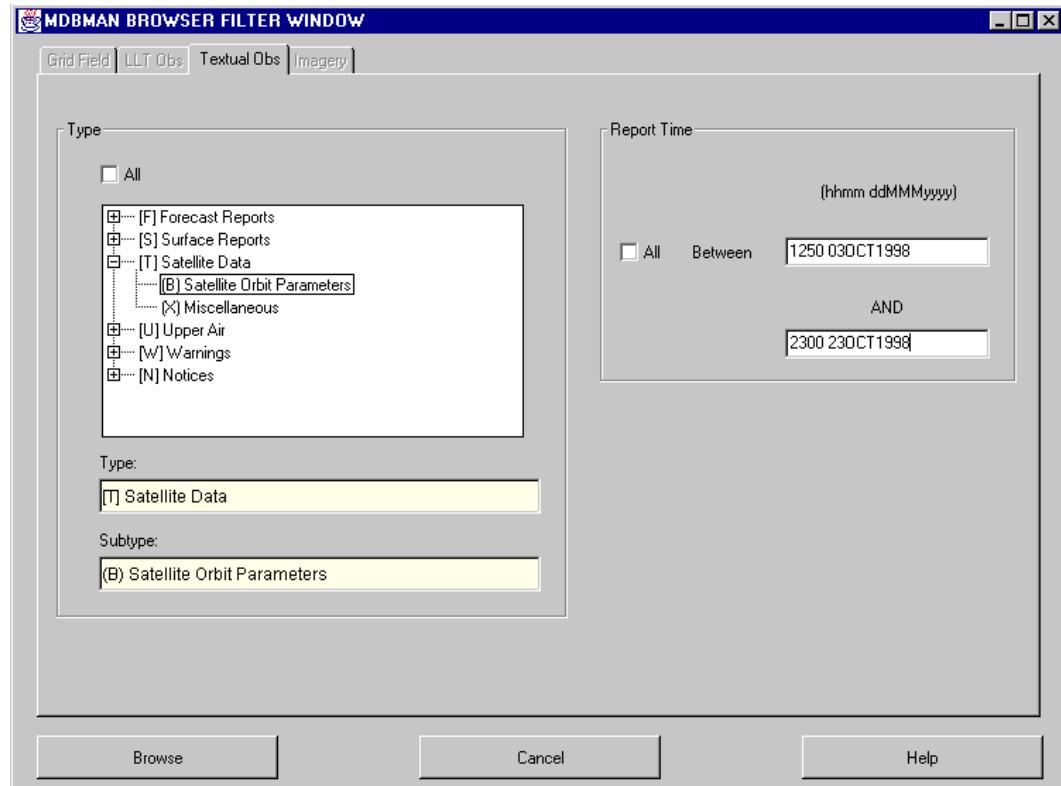 MDBMAN BROWSER FILTER WINDOW
Grid Field LLT Obs Textual Obs Imagery
Type
All
[F] Forecast Reports
[S] Surface Reports
[T] Satellite Data
(B) Satellite Orbit Parameters
(X) Miscellaneous
[U] Upper Air
[W] Warnings
[N] Notices
Type:
[T] Satellite Data
Subtype:
(B) Satellite Orbit Parameters
Report Time
(hhmm ddMMMyyyy)
All Between 1250 03OCT1998
AND
2300 23OCT1998
Browse Cancel Help